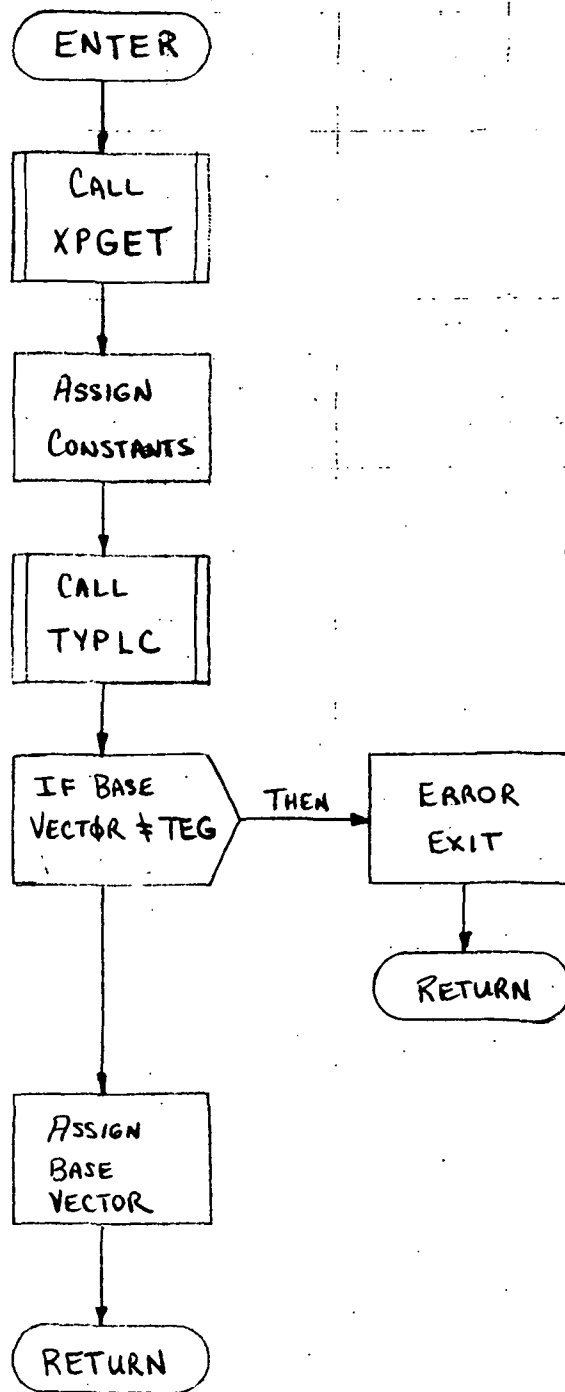 ENTER
CALL
XPGET
ASSIGN
CONSTANTS
CALL
TYPLC
IF BASE
VECTØR ≠ TEG
THEN
ERROR
EXIT
RETURN
ASSIGN
BASE
VECTOR
RETURN